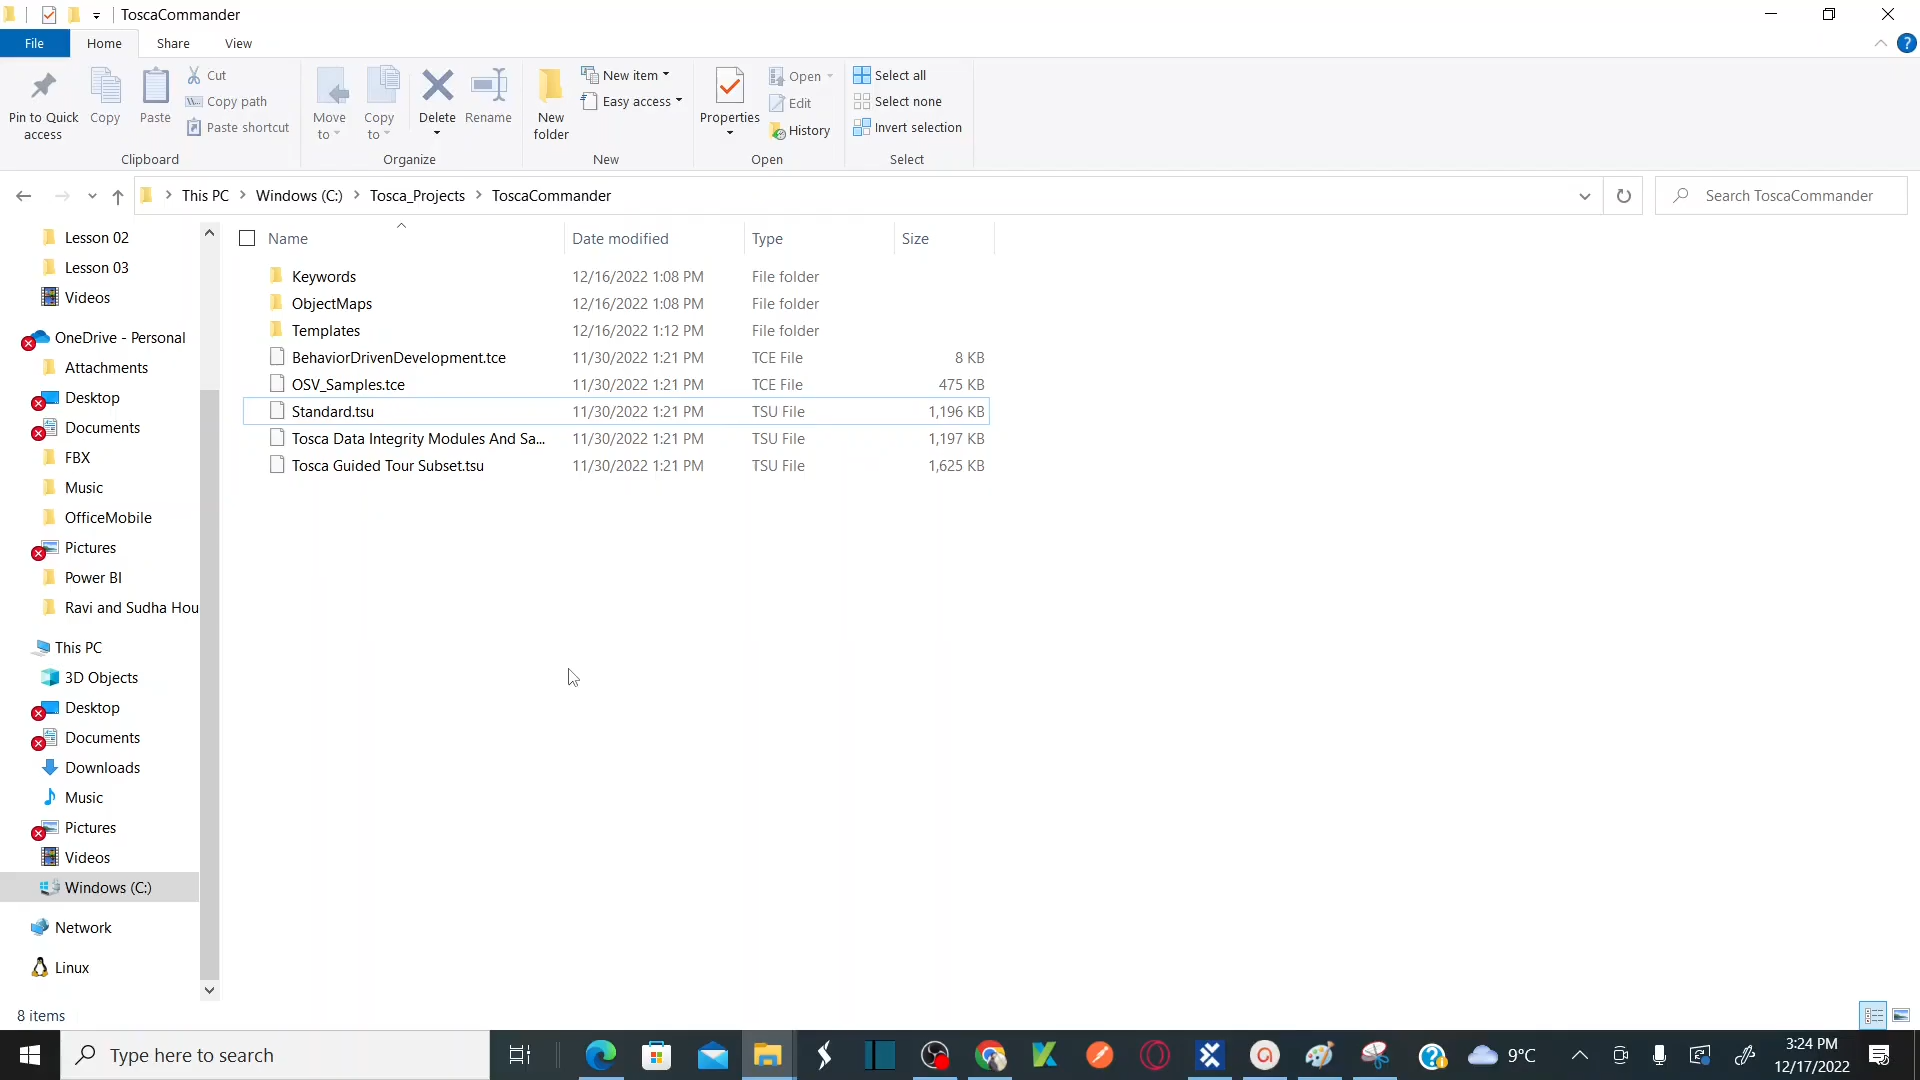 ToscaCommander
File
Home
Share
View
Pin to Quick access
Copy
Paste
Cut
Copy path
Paste shortcut
Clipboard
Move to
Copy to
Delete
Rename
Organize
New folder
New item
Easy access
New
Properties
Open
Edit
History
Open
Select all
Select none
Invert selection
Select
This PC > Windows (C:) > Tosca_Projects > ToscaCommander
Search ToscaCommander
Lesson 02
Lesson 03
Videos
OneDrive - Personal
Attachments
Desktop
Documents
FBX
Music
OfficeMobile
Pictures
Power BI
Ravi and Sudha Hou
This PC
3D Objects
Desktop
Documents
Downloads
Music
Pictures
Videos
Windows (C:)
Network
Linux
Name Date modified Type Size
Keywords 12/16/2022 1:08 PM File folder
ObjectMaps 12/16/2022 1:08 PM File folder
Templates 12/16/2022 1:12 PM File folder
BehaviorDrivenDevelopment.tce 11/30/2022 1:21 PM TCE File 8 KB
OSV_Samples.tce 11/30/2022 1:21 PM TCE File 475 KB
Standard.tsu 11/30/2022 1:21 PM TSU File 1,196 KB
Tosca Data Integrity Modules And Sa... 11/30/2022 1:21 PM TSU File 1,197 KB
Tosca Guided Tour Subset.tsu 11/30/2022 1:21 PM TSU File 1,625 KB
8 items
Type here to search
9°C
3:24 PM
12/17/2022